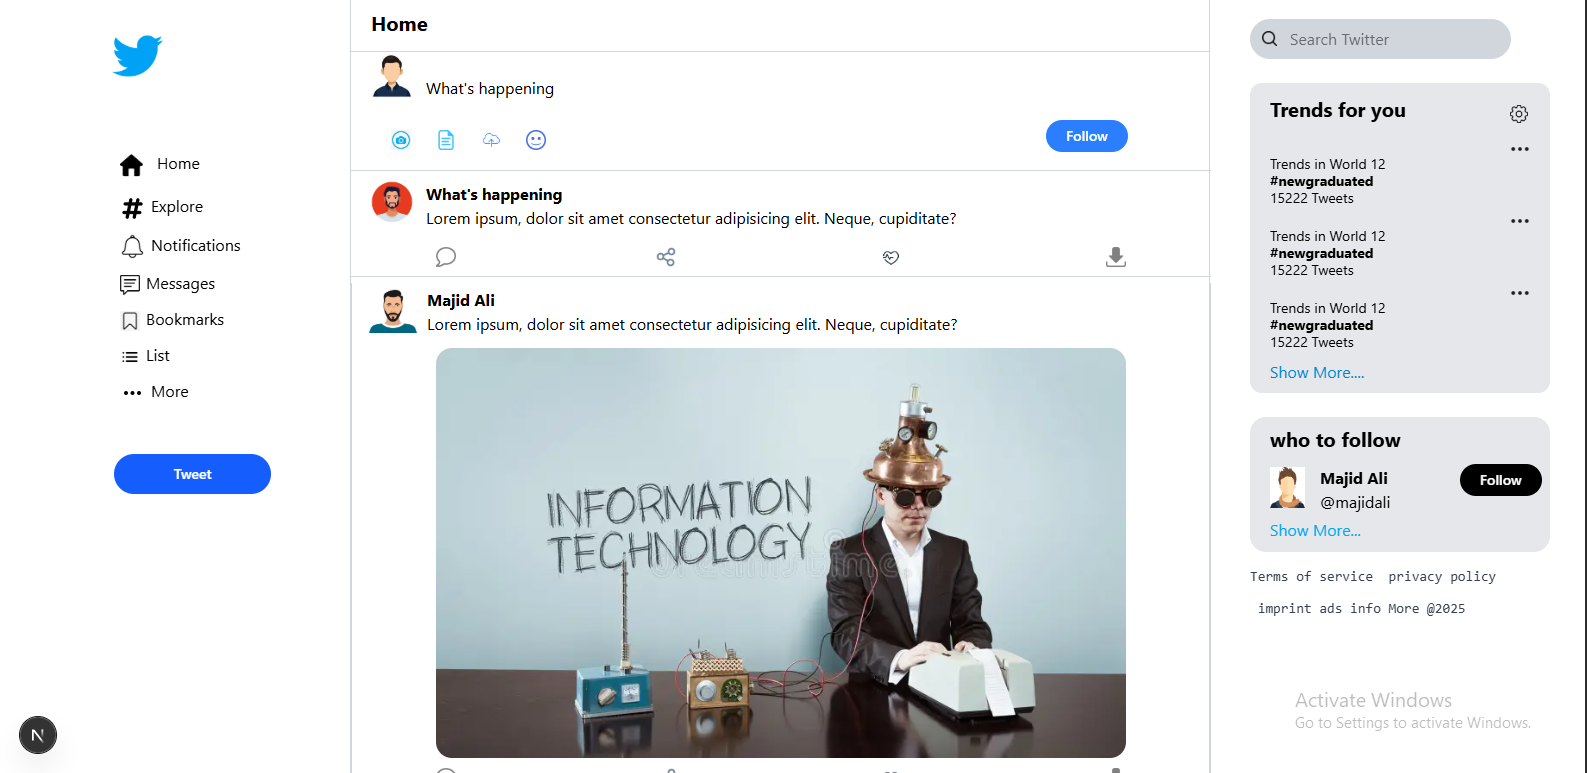 Home
Explore
Notifications
Messages
Bookmarks
List
More
Tweet
N
Home
What's happening
Follow
What's happening
Lorem ipsum, dolor sit amet consectetur adipisicing elit. Neque, cupiditate?
Majid Ali
Lorem ipsum, dolor sit amet consectetur adipisicing elit. Neque, cupiditate?
INFORMATION
TECHNOLOGY
dreamstime.
Search Twitter
Trends for you
Trends in World 12
#newgraduated
15222 Tweets
Trends in World 12
#newgraduated
15222 Tweets
Trends in World 12
#newgraduated
15222 Tweets
Show More....
who to follow
Majid Ali
@majidali
Follow
Show More...
Terms of service privacy policy
imprint ads info More @2025
Activate Windows
Go to Settings to activate Windows.